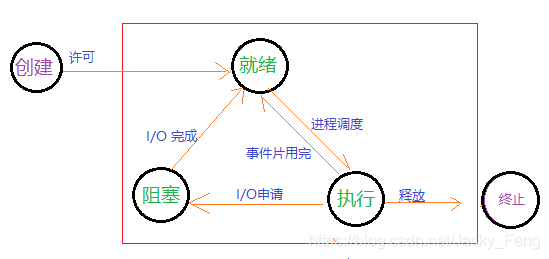 创建
许可
就绪
I/O 完成
进程调度
事件片用完
阻塞
I/O申请
执行
释放
终止
https://blog.csdn.net/Jacky_Feng